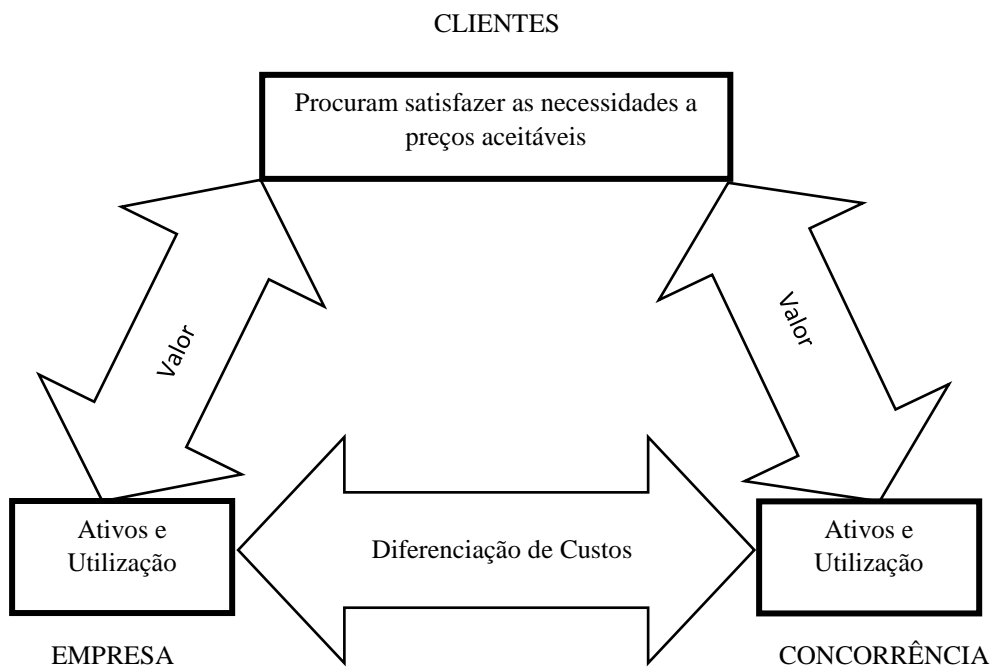 CLIENTES
Procuram satisfazer as necessidades a
preços aceitáveis
Valor
Valor
Ativos e
Utilização
Diferenciação de Custos
Ativos e
Utilização
EMPRESA
CONCORRÊNCIA